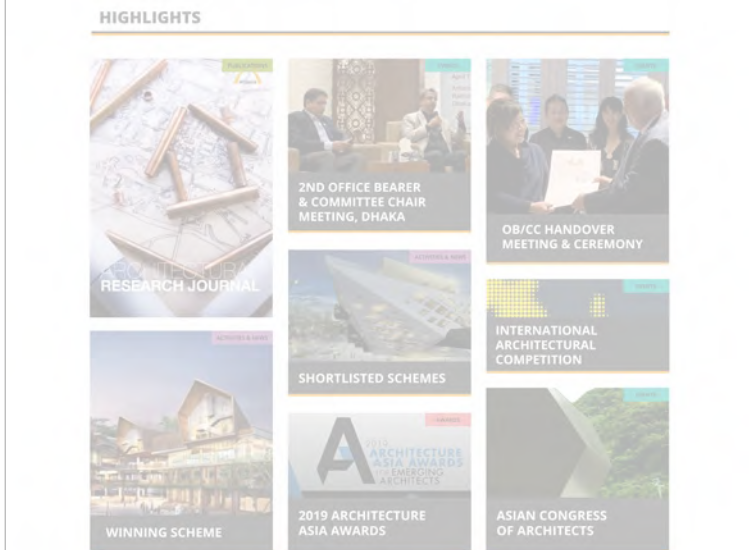 HIGHLIGHTS
PUBLICATIONS
ARCHITECTURAL
RESEARCH JOURNAL
ACTIVITIES & NEWS
WINNING SCHEME
2ND OFFICE BEARER
& COMMITTEE CHAIR
MEETING, DHAKA
ACTIVITIES & NEWS
SHORTLISTED SCHEMES
AWARDS
2019
ARCHITECTURE
ASIA AWARDS
FOR EMERGING
ARCHITECTS
2019 ARCHITECTURE
ASIA AWARDS
EVENTS
OB/CC HANDOVER
MEETING & CEREMONY
EVENTS
INTERNATIONAL
ARCHITECTURAL
COMPETITION
EVENTS
ASIAN CONGRESS
OF ARCHITECTS